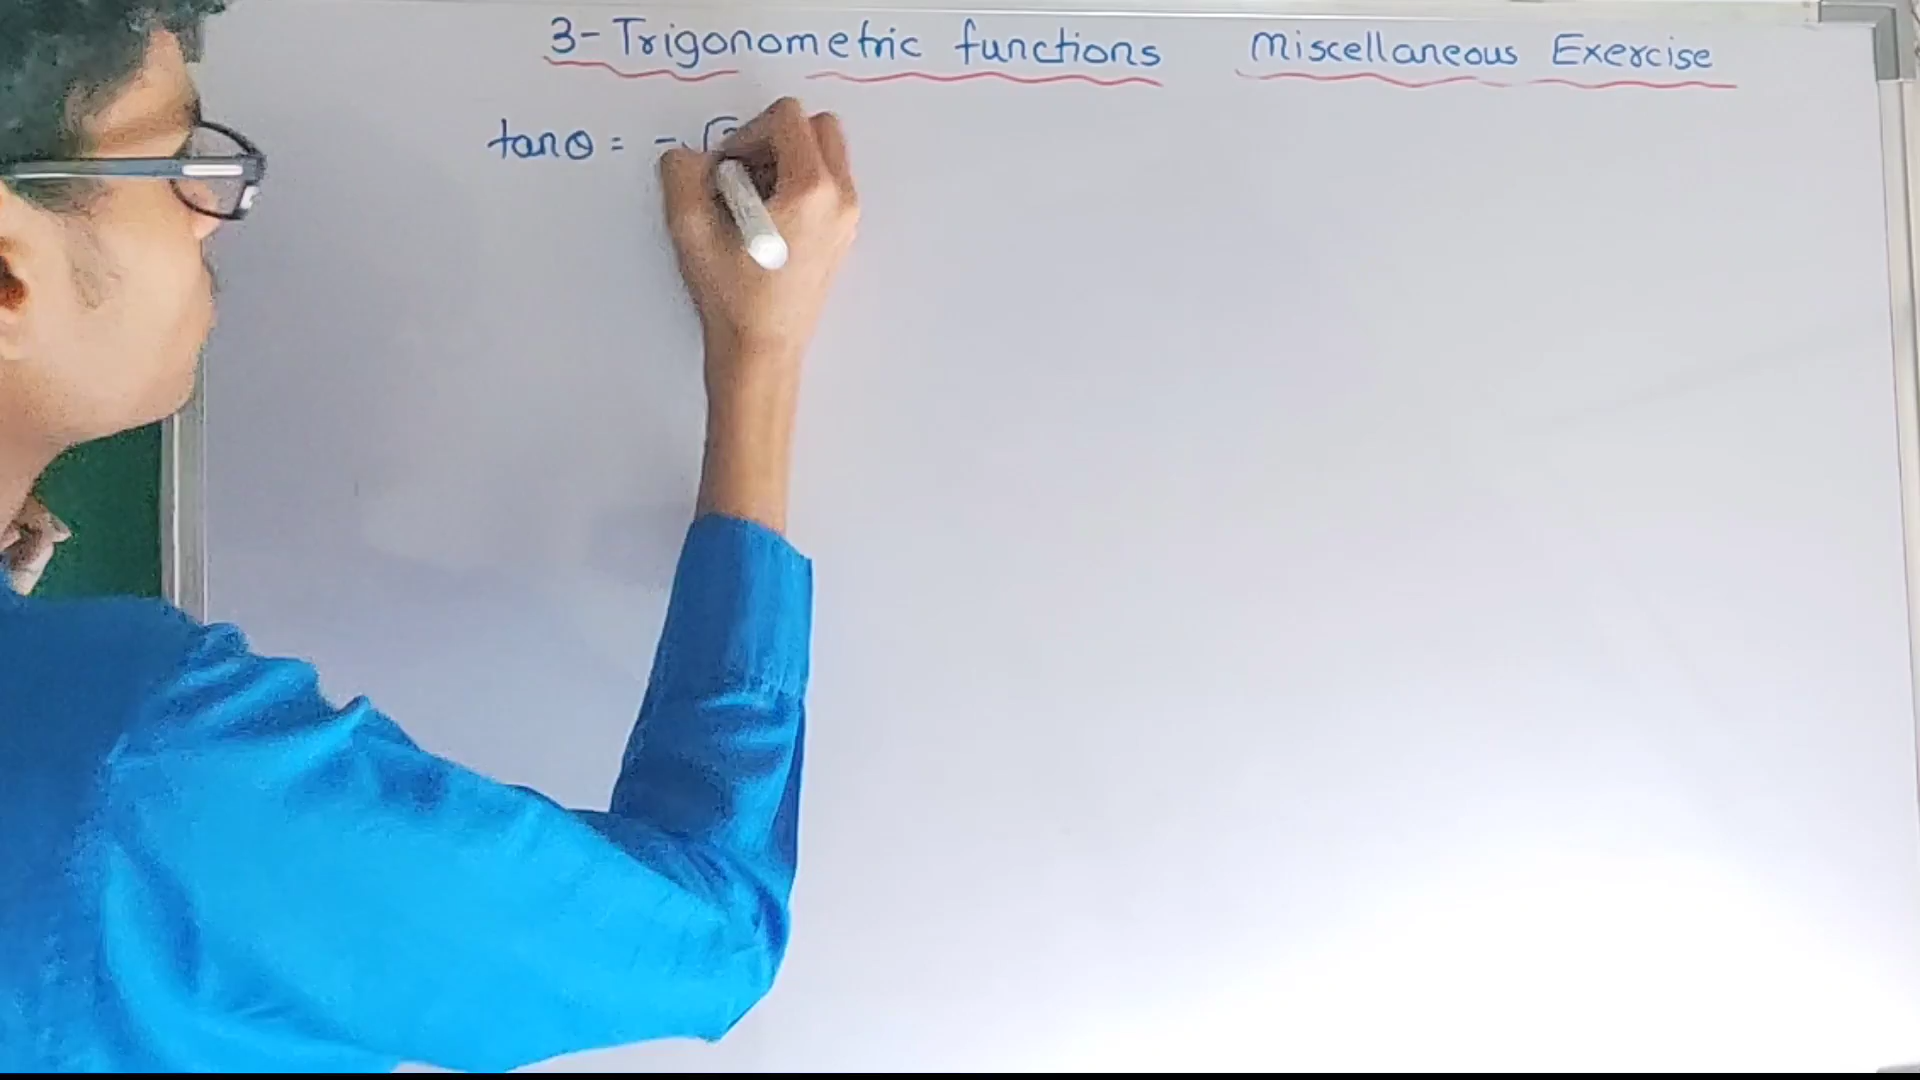 3-Trigonometric functions Miscellaneous Exercise
tanθ = -√